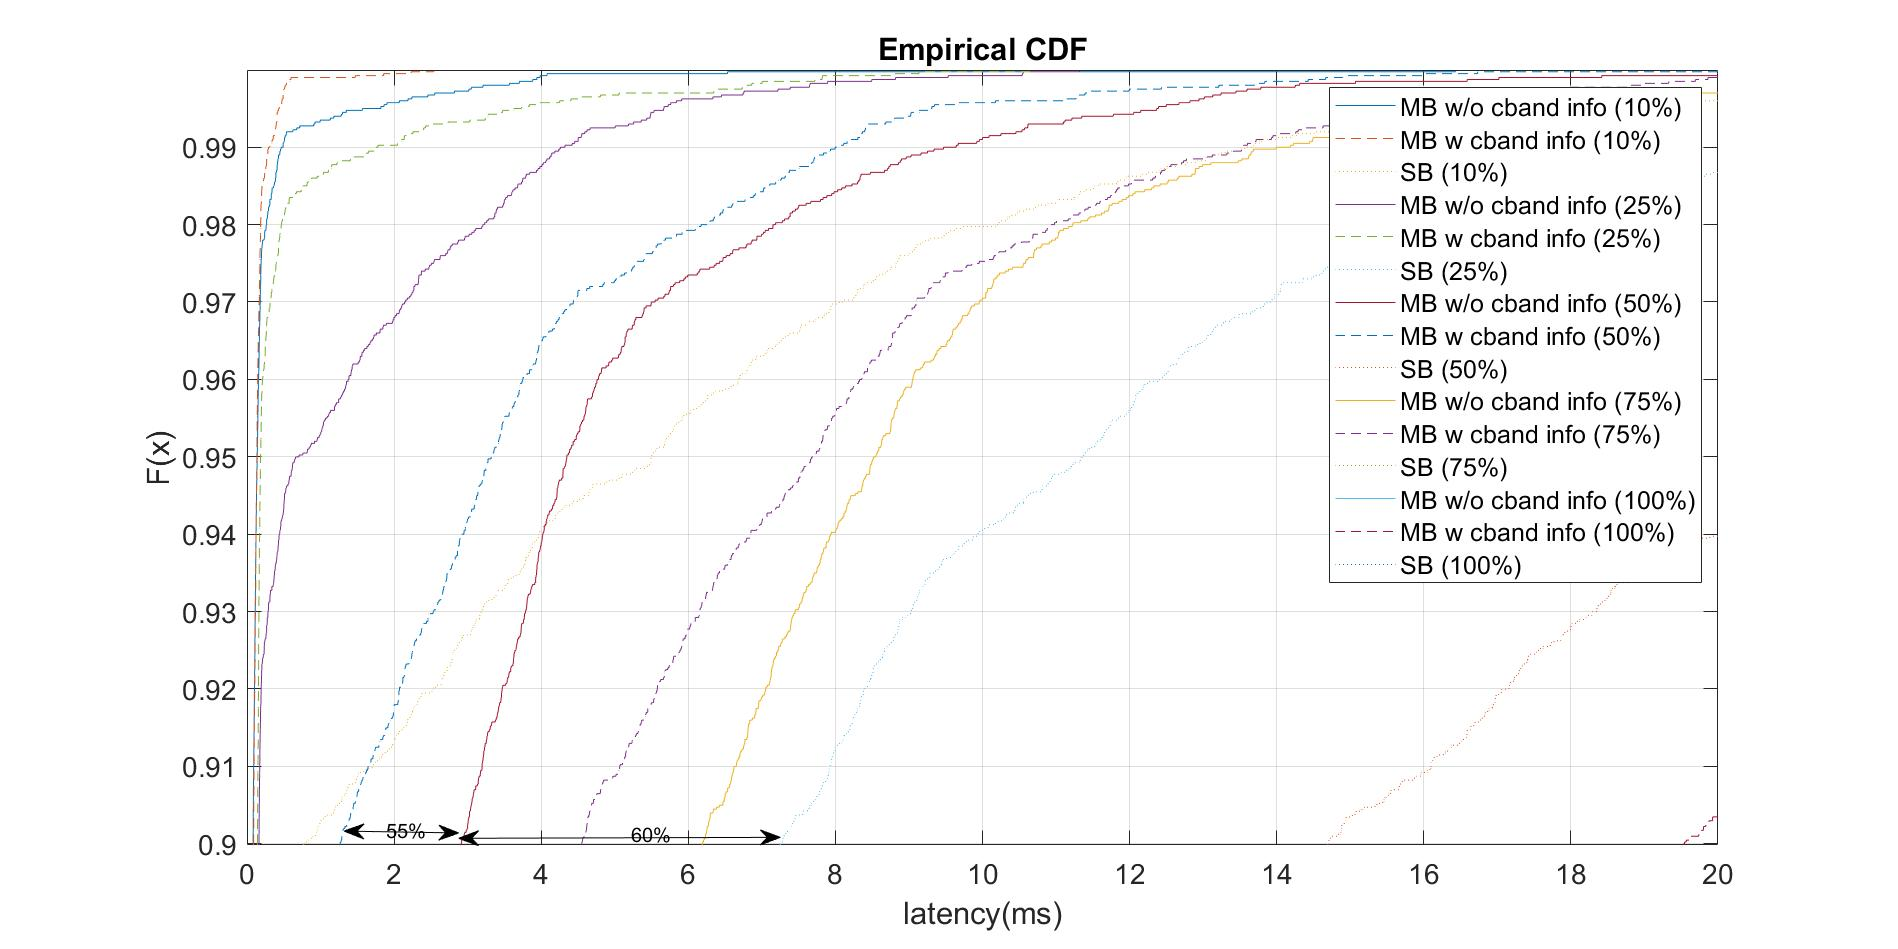 Empirical CDF
0.99
0.98
0.97
0.96
0.95
0.94
0.93
0.92
0.91
0.9
F(x)
MB w/o cband info (10%)
MB w cband info (10%)
SB (10%)
MB w/o cband info (25%)
MB w cband info (25%)
SB (25%)
MB w/o cband info (50%)
MB w cband info (50%)
SB (50%)
MB w/o cband info (75%)
MB w cband info (75%)
SB (75%)
MB w/o cband info (100%)
MB w cband info (100%)
SB (100%)
55%
60%
0 2 4 6 8 10 12 14 16 18 20
latency(ms)